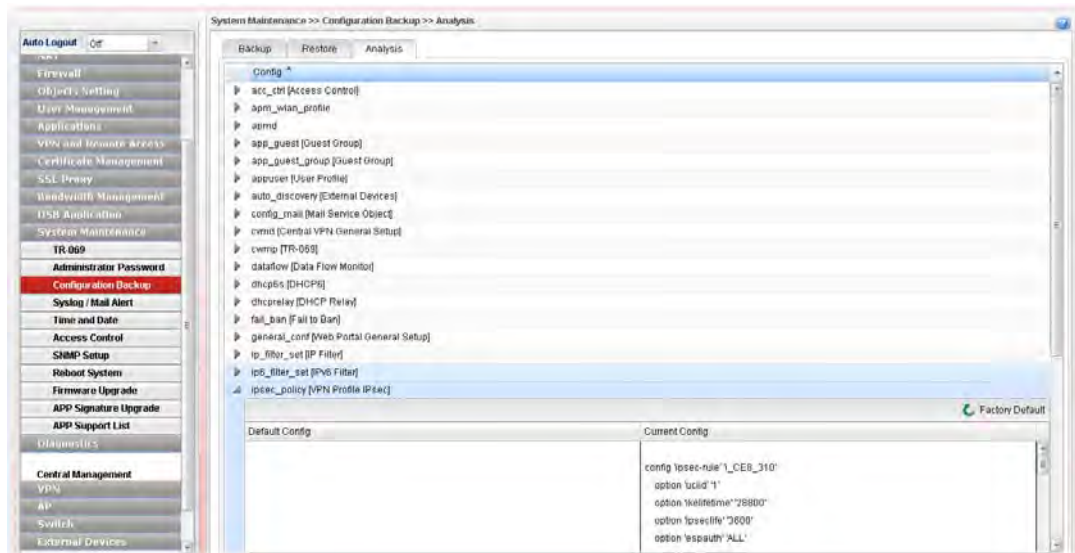 System Maintenance >> Configuration Backup >> Analysis
Auto Logout Off
NAT
Firewall
Objects Setting
User Management
Applications
VPN and Remote Access
Certificate Management
SSL Proxy
Bandwidth Management
USB Application
System Maintenance
TR-069
Administrator Password
Configuration Backup
Syslog / Mail Alert
Time and Date
Access Control
SNMP Setup
Reboot System
Firmware Upgrade
APP Signature Upgrade
APP Support List
Diagnostics
Central Management
VPN
AP
Switch
External Devices
Backup Restore Analysis
Config
acc_ctrl [Access Control]
apm_wlan_profile
apmd
app_guest [Guest Group]
app_guest_group [Guest Group]
appuser [User Profile]
auto_discovery [External Devices]
config_mail [Mail Service Object]
cvmd [Central VPN General Setup]
cwmp [TR-069]
dataflow [Data Flow Monitor]
dhcp6s [DHCP6]
dhcprelay [DHCP Relay]
fail_ban [Fail to Ban]
general_conf [Web Portal General Setup]
ip_filter_set [IP Filter]
ip6_filter_set [IPv6 Filter]
ipsec_policy [VPN Profile IPsec]
Factory Default
Default Config Current Config
config 'ipsec-rule' 'i_CEB_310'
option 'uciid' '1'
option 'ikelifetime' '28800'
option 'ipseclife' '3600'
option 'espauth' 'ALL'